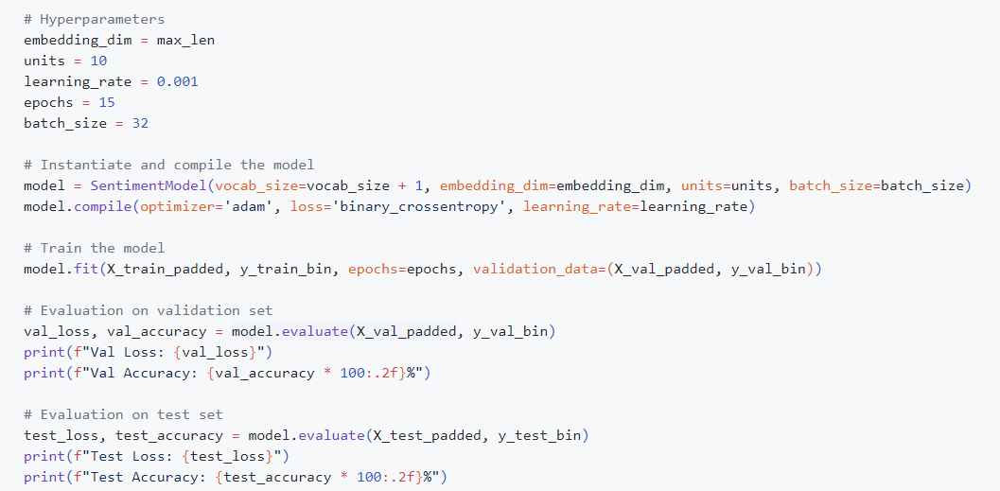 # Hyperparameters
embedding_dim = max_len
units = 10
learning_rate = 0.001
epochs = 15
batch_size = 32
# Instantiate and compile the model
model = SentimentModel(vocab_size=vocab_size + 1, embedding_dim=embedding_dim, units=units, batch_size=batch_size)
model.compile(optimizer='adam', loss='binary_crossentropy', learning_rate=learning_rate)
# Train the model
model.fit(X_train_padded, y_train_bin, epochs=epochs, validation_data=(X_val_padded, y_val_bin))
# Evaluation on validation set
val_loss, val_accuracy = model.evaluate(X_val_padded, y_val_bin)
print(f"Val Loss: {val_loss}")
print(f"Val Accuracy: {val_accuracy * 100:.2f}%")
# Evaluation on test set
test_loss, test_accuracy = model.evaluate(X_test_padded, y_test_bin)
print(f"Test Loss: {test_loss}")
print(f"Test Accuracy: {test_accuracy * 100:.2f}%")